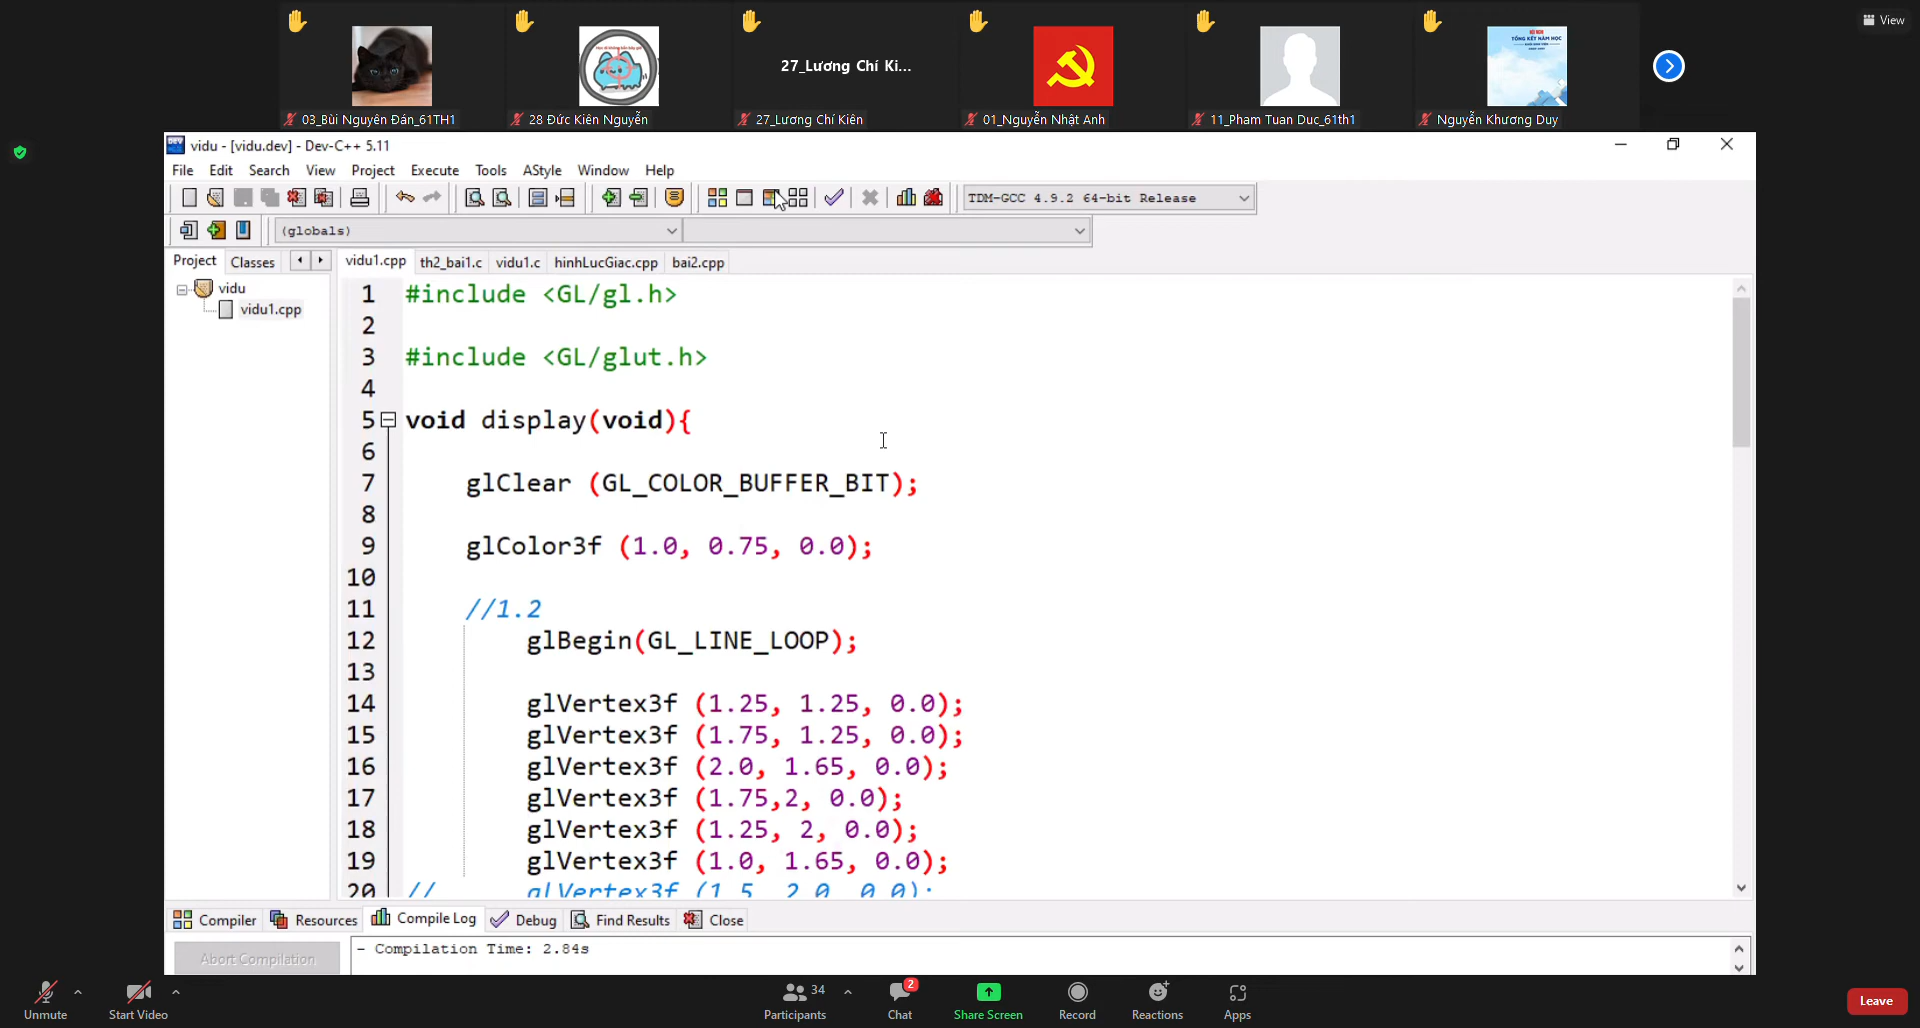 View
27_Lương Chí Ki...
HỘI NGHỊ
TỔNG KẾT NĂM HỌC
03_Bùi Nguyên Đán_61TH1
28 Đức Kiên Nguyễn
27_Lương Chí Kiên
01_Nguyễn Nhật Anh
11_Pham Tuan Duc_61th1
Nguyễn Khương Duy
DEV
vidu - [vidu.dev] - Dev-C++ 5.11
File Edit Search View Project Execute Tools AStyle Window Help
TDM-GCC 4.9.2 64-bit Release
(globals)
Project Classes
vidu1.cpp th2_bai1.c vidu1.c hinhLucGiac.cpp bai2.cpp
vidu
vidu1.cpp
1 #include <GL/gl.h>
2
3 #include <GL/glut.h>
4
5 void display(void){
6
7 glClear (GL_COLOR_BUFFER_BIT);
8
9 glColor3f (1.0, 0.75, 0.0);
10
11 //1.2
12 glBegin(GL_LINE_LOOP);
13
14 glVertex3f (1.25, 1.25, 0.0);
15 glVertex3f (1.75, 1.25, 0.0);
16 glVertex3f (2.0, 1.65, 0.0);
17 glVertex3f (1.75,2, 0.0);
18 glVertex3f (1.25, 2, 0.0);
19 glVertex3f (1.0, 1.65, 0.0);
20 // glVertex3f (1.5, 2.0, 0.0);
Compiler Resources Compile Log Debug Find Results Close
Abort Compilation
- Compilation Time: 2.84s
Unmute
Start Video
34
Participants
2
Chat
Share Screen
Record
Reactions
Apps
Leave